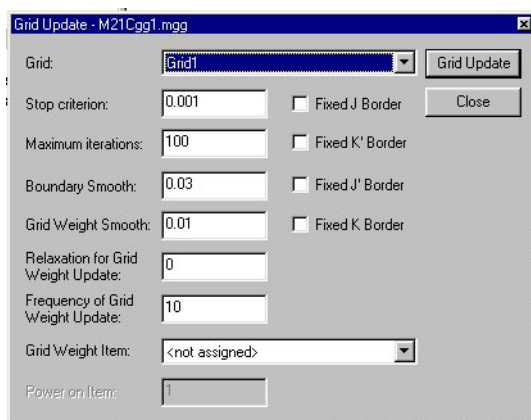 Grid Update - M21Cgg1.mgg
Grid: Grid1 Grid Update
Stop criterion: 0.001 Fixed J Border Close
Maximum iterations: 100 Fixed K' Border
Boundary Smooth: 0.03 Fixed J' Border
Grid Weight Smooth: 0.01 Fixed K Border
Relaxation for Grid
Weight Update: 0
Frequency of Grid
Weight Update: 10
Grid Weight Item: <not assigned>
Power on Item: 1